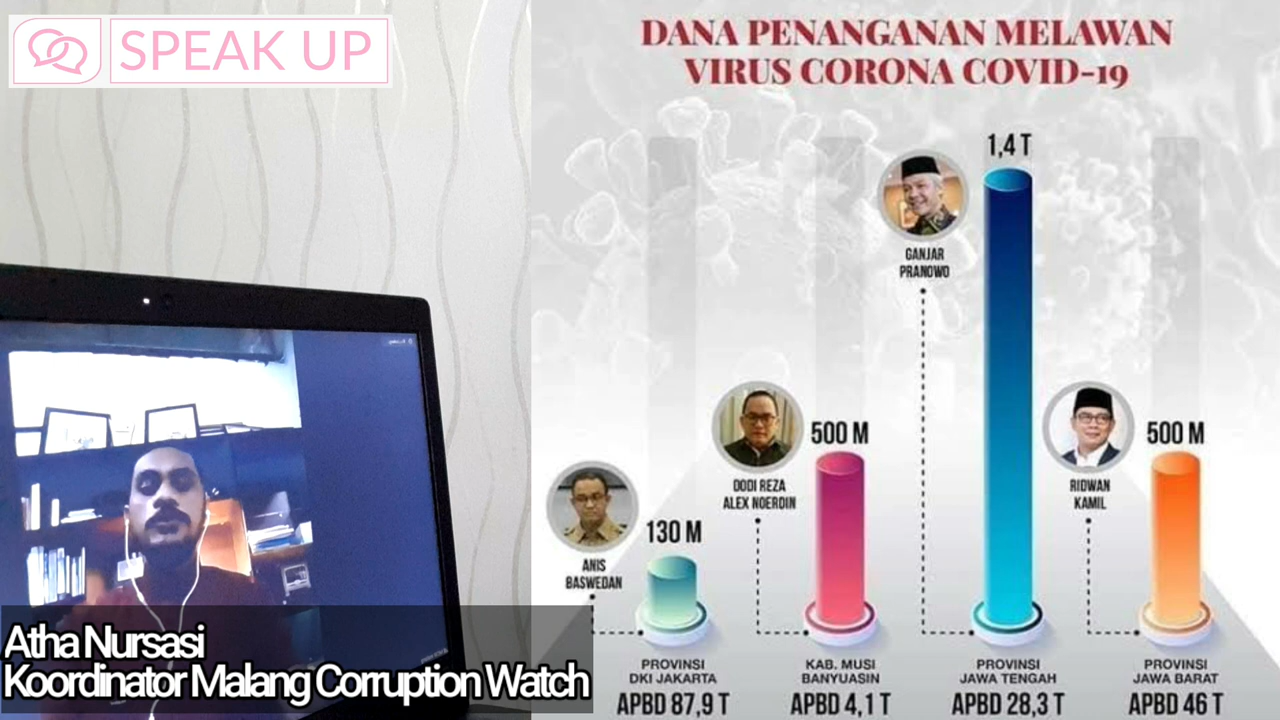 SPEAK UP
Atha Nursasi
Koordinator Malang Corruption Watch
DANA PENANGANAN MELAWAN
VIRUS CORONA COVID-19
130 M
ANIS
BASWEDAN
PROVINSI
DKI JAKARTA
APBD 87,9 T
500 M
DODI REZA
ALEX NOERDIN
KAB. MUSI
BANYUASIN
APBD 4,1 T
1,4 T
GANJAR
PRANOWO
PROVINSI
JAWA TENGAH
APBD 28,3 T
500 M
RIDWAN
KAMIL
PROVINSI
JAWA BARAT
APBD 46 T